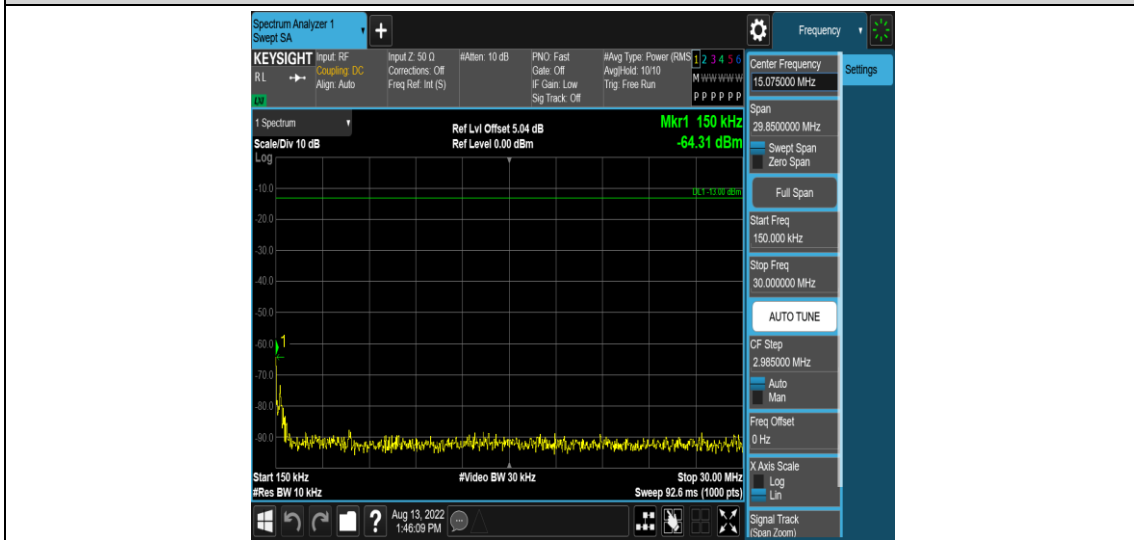 Spectrum Analyzer 1
Swept SA
+
Frequency
KEYSIGHT
RL
Input: RF
Coupling: DC
Align: Auto
Input Z: 50 Ω
Corrections: Off
Freq Ref: Int (S)
#Atten: 10 dB
PNO: Fast
Gate: Off
IF Gain: Low
Sig Track: Off
#Avg Type: Power (RMS
Avg|Hold: 10/10
Trig: Free Run
1 2 3 4 5 6
M W W W W W
P P P P P P
1 Spectrum
Scale/Div 10 dB
Log
Ref Lvl Offset 5.04 dB
Ref Level 0.00 dBm
Mkr1 150 kHz
-64.31 dBm
DL1 -13.00 dBm
-10.0
-20.0
-30.0
-40.0
-50.0
-60.0
1
-70.0
-80.0
-90.0
Start 150 kHz
#Res BW 10 kHz
#Video BW 30 kHz
Stop 30.00 MHz
Sweep 92.6 ms (1000 pts)
Center Frequency
15.075000 MHz
Settings
Span
29.8500000 MHz
Swept Span
Zero Span
Full Span
Start Freq
150.000 kHz
Stop Freq
30.000000 MHz
AUTO TUNE
CF Step
2.985000 MHz
Auto
Man
Freq Offset
0 Hz
X Axis Scale
Log
Lin
Signal Track
(Span Zoom)
?
Aug 13, 2022
1:46:09 PM